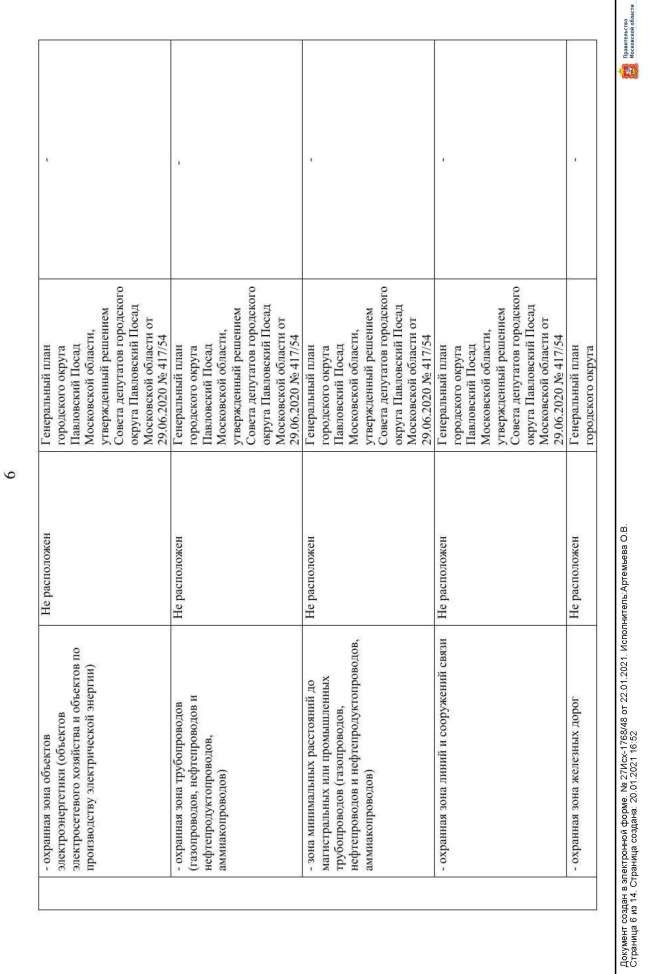 6
- охранная зона объектов
электроэнергетики (объектов
электросетевого хозяйства и объектов по
производству электрической энергии)
Не расположен
Генеральный план
городского округа
Павловский Посад
Московской области,
утвержденный решением
Совета депутатов городского
округа Павловский Посад
Московской области от
29.06.2020 № 417/54
-
- охранная зона трубопроводов
(газопроводов, нефтепроводов и
нефтепродуктопроводов,
аммиакопроводов)
Не расположен
Генеральный план
городского округа
Павловский Посад
Московской области,
утвержденный решением
Совета депутатов городского
округа Павловский Посад
Московской области от
29.06.2020 № 417/54
-
- зона минимальных расстояний до
магистральных или промышленных
трубопроводов (газопроводов,
нефтепроводов и нефтепродуктопроводов,
аммиакопроводов)
Не расположен
Генеральный план
городского округа
Павловский Посад
Московской области,
утвержденный решением
Совета депутатов городского
округа Павловский Посад
Московской области от
29.06.2020 № 417/54
-
- охранная зона линий и сооружений связи
Не расположен
Генеральный план
городского округа
Павловский Посад
Московской области,
утвержденный решением
Совета депутатов городского
округа Павловский Посад
Московской области от
29.06.2020 № 417/54
-
- охранная зона железных дорог
Не расположен
Генеральный план
городского округа
-
Документ создан в электронной форме. № 27Исх-1768/48 от 22.01.2021. Исполнитель:Артемьева О.В.
Страница 6 из 14. Страница создана: 20.01.2021 16:52
Правительство
Московской области